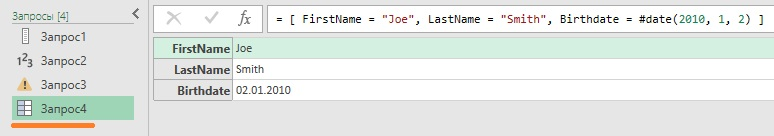 Запросы [4]
fx
= [ FirstName = "Joe", LastName = "Smith", Birthdate = #date(2010, 1, 2) ]
Запрос1
1²3 Запрос2
Запрос3
Запрос4
FirstName Joe
LastName Smith
Birthdate 02.01.2010